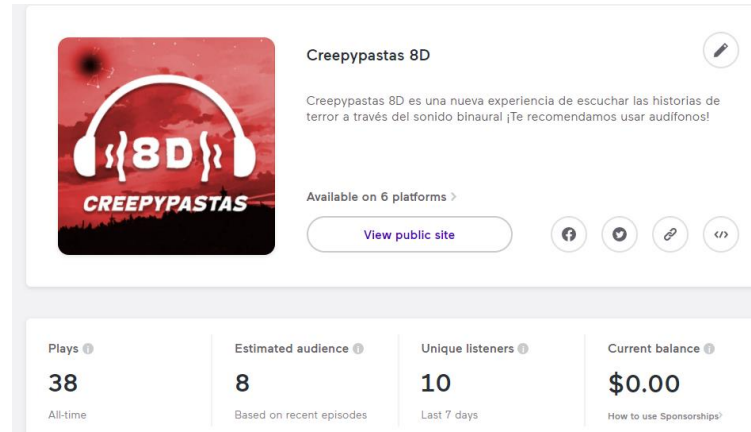 Creepypastas 8D
Creepypastas 8D es una nueva experiencia de escuchar las historias de
terror a través del sonido binaural ¡Te recomendamos usar audífonos!
8D
CREEPYPASTAS
Available on 6 platforms >
View public site
Plays
38
All-time
Estimated audience
8
Based on recent episodes
Unique listeners
10
Last 7 days
Current balance
$0.00
How to use Sponsorships>